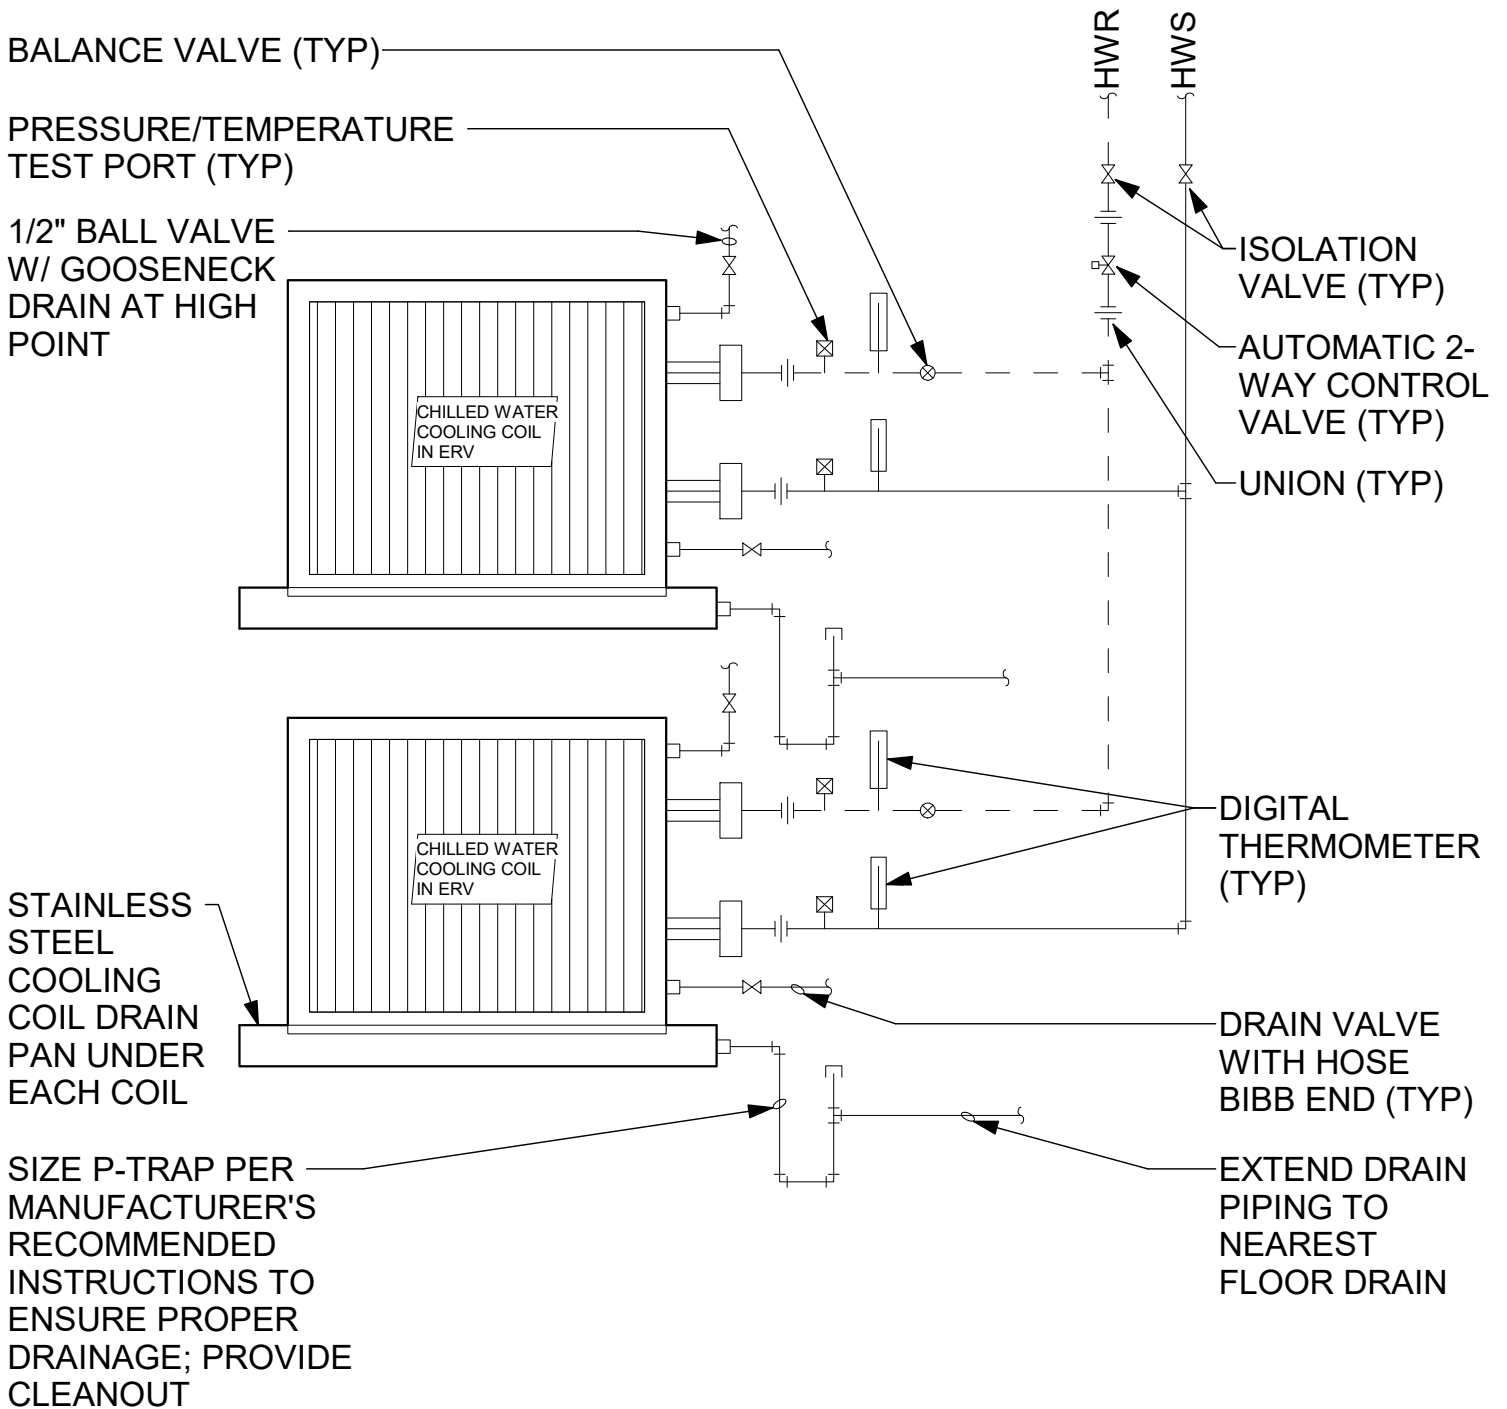 HWR
HWS
BALANCE VALVE (TYP)
PRESSURE/TEMPERATURE
TEST PORT (TYP)
1/2" BALL VALVE
W/ GOOSENECK
DRAIN AT HIGH
POINT
ISOLATION
VALVE (TYP)
AUTOMATIC 2-
WAY CONTROL
VALVE (TYP)
UNION (TYP)
CHILLED WATER
COOLING COIL
IN ERV
CHILLED WATER
COOLING COIL
IN ERV
DIGITAL
THERMOMETER
(TYP)
STAINLESS
STEEL
COOLING
COIL DRAIN
PAN UNDER
EACH COIL
DRAIN VALVE
WITH HOSE
BIBB END (TYP)
SIZE P-TRAP PER
MANUFACTURER'S
RECOMMENDED
INSTRUCTIONS TO
ENSURE PROPER
DRAINAGE; PROVIDE
CLEANOUT
EXTEND DRAIN
PIPING TO
NEAREST
FLOOR DRAIN